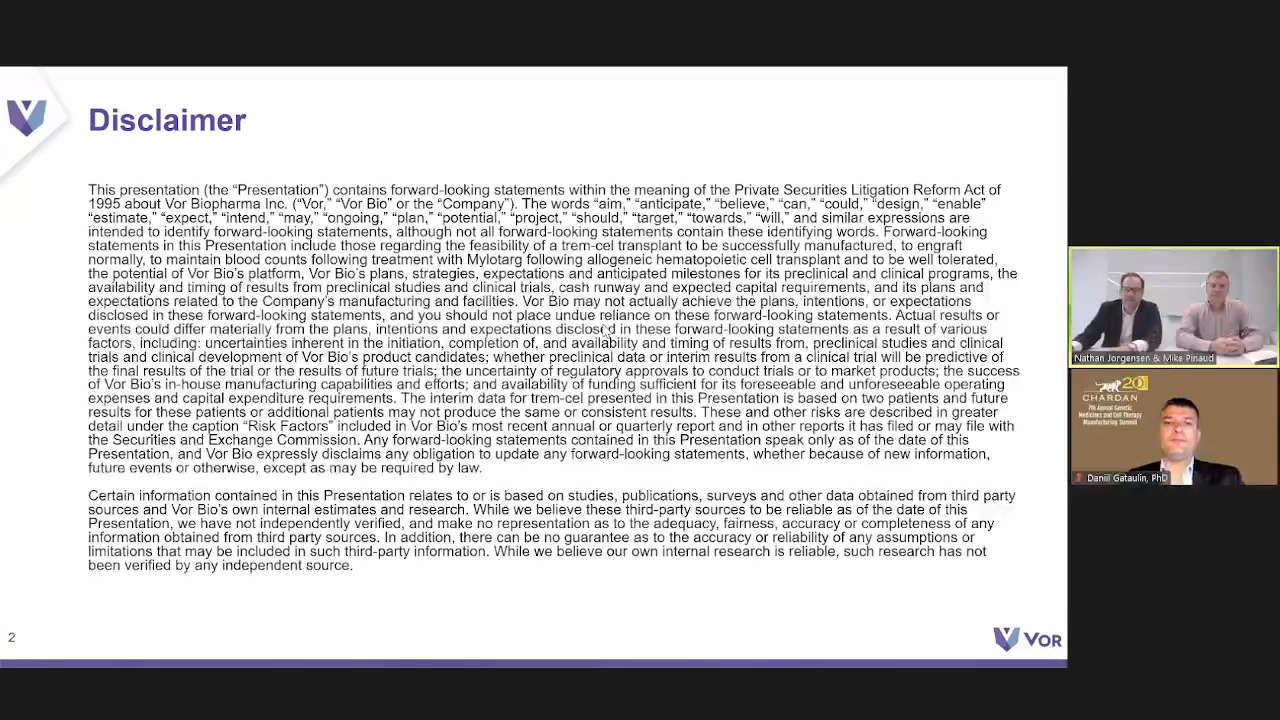 Disclaimer
This presentation (the “Presentation”) contains forward-looking statements within the meaning of the Private Securities Litigation Reform Act of
1995 about Vor Biopharma Inc. (“Vor,” “Vor Bio” or the “Company”). The words “aim,” “anticipate,” “believe,” “can,” “could,” “design,” “enable”
“estimate,” “expect,” “intend,” “may,” “ongoing,” “plan,” “potential,” “project,” “should,” “target,” “towards,” “will,” and similar expressions are
intended to identify forward-looking statements, although not all forward-looking statements contain these identifying words. Forward-looking
statements in this Presentation include those regarding the feasibility of a trem-cel transplant to be successfully manufactured, to engraft
normally, to maintain blood counts following treatment with Mylotarg following allogeneic hematopoietic cell transplant and to be well tolerated,
the potential of Vor Bio’s platform, Vor Bio’s plans, strategies, expectations and anticipated milestones for its preclinical and clinical programs, the
availability and timing of results from preclinical studies and clinical trials, cash runway and expected capital requirements, and its plans and
expectations related to the Company’s manufacturing and facilities. Vor Bio may not actually achieve the plans, intentions, or expectations
disclosed in these forward-looking statements, and you should not place undue reliance on these forward-looking statements. Actual results or
events could differ materially from the plans, intentions and expectations disclosed in these forward-looking statements as a result of various
factors, including: uncertainties inherent in the initiation, completion of, and availability and timing of results from, preclinical studies and clinical
trials and clinical development of Vor Bio’s product candidates; whether preclinical data or interim results from a clinical trial will be predictive of
the final results of the trial or the results of future trials; the uncertainty of regulatory approvals to conduct trials or to market products; the success
of Vor Bio’s in-house manufacturing capabilities and efforts; and availability of funding sufficient for its foreseeable and unforeseeable operating
expenses and capital expenditure requirements. The interim data for trem-cel presented in this Presentation is based on two patients and future
results for these patients or additional patients may not produce the same or consistent results. These and other risks are described in greater
detail under the caption “Risk Factors” included in Vor Bio’s most recent annual or quarterly report and in other reports it has filed or may file with
the Securities and Exchange Commission. Any forward-looking statements contained in this Presentation speak only as of the date of this
Presentation, and Vor Bio expressly disclaims any obligation to update any forward-looking statements, whether because of new information,
future events or otherwise, except as may be required by law.
Certain information contained in this Presentation relates to or is based on studies, publications, surveys and other data obtained from third party
sources and Vor Bio’s own internal estimates and research. While we believe these third-party sources to be reliable as of the date of this
Presentation, we have not independently verified, and make no representation as to the adequacy, fairness, accuracy or completeness of any
information obtained from third party sources. In addition, there can be no guarantee as to the accuracy or reliability of any assumptions or
limitations that may be included in such third-party information. While we believe our own internal research is reliable, such research has not
been verified by any independent source.
2
VOR
Nathan Jorgensen & Mike Pinaud
20
CHARDAN
7th Annual Genetic
Medicines and Cell Therapy
Manufacturing Summit
Daniil Gataulin, PhD